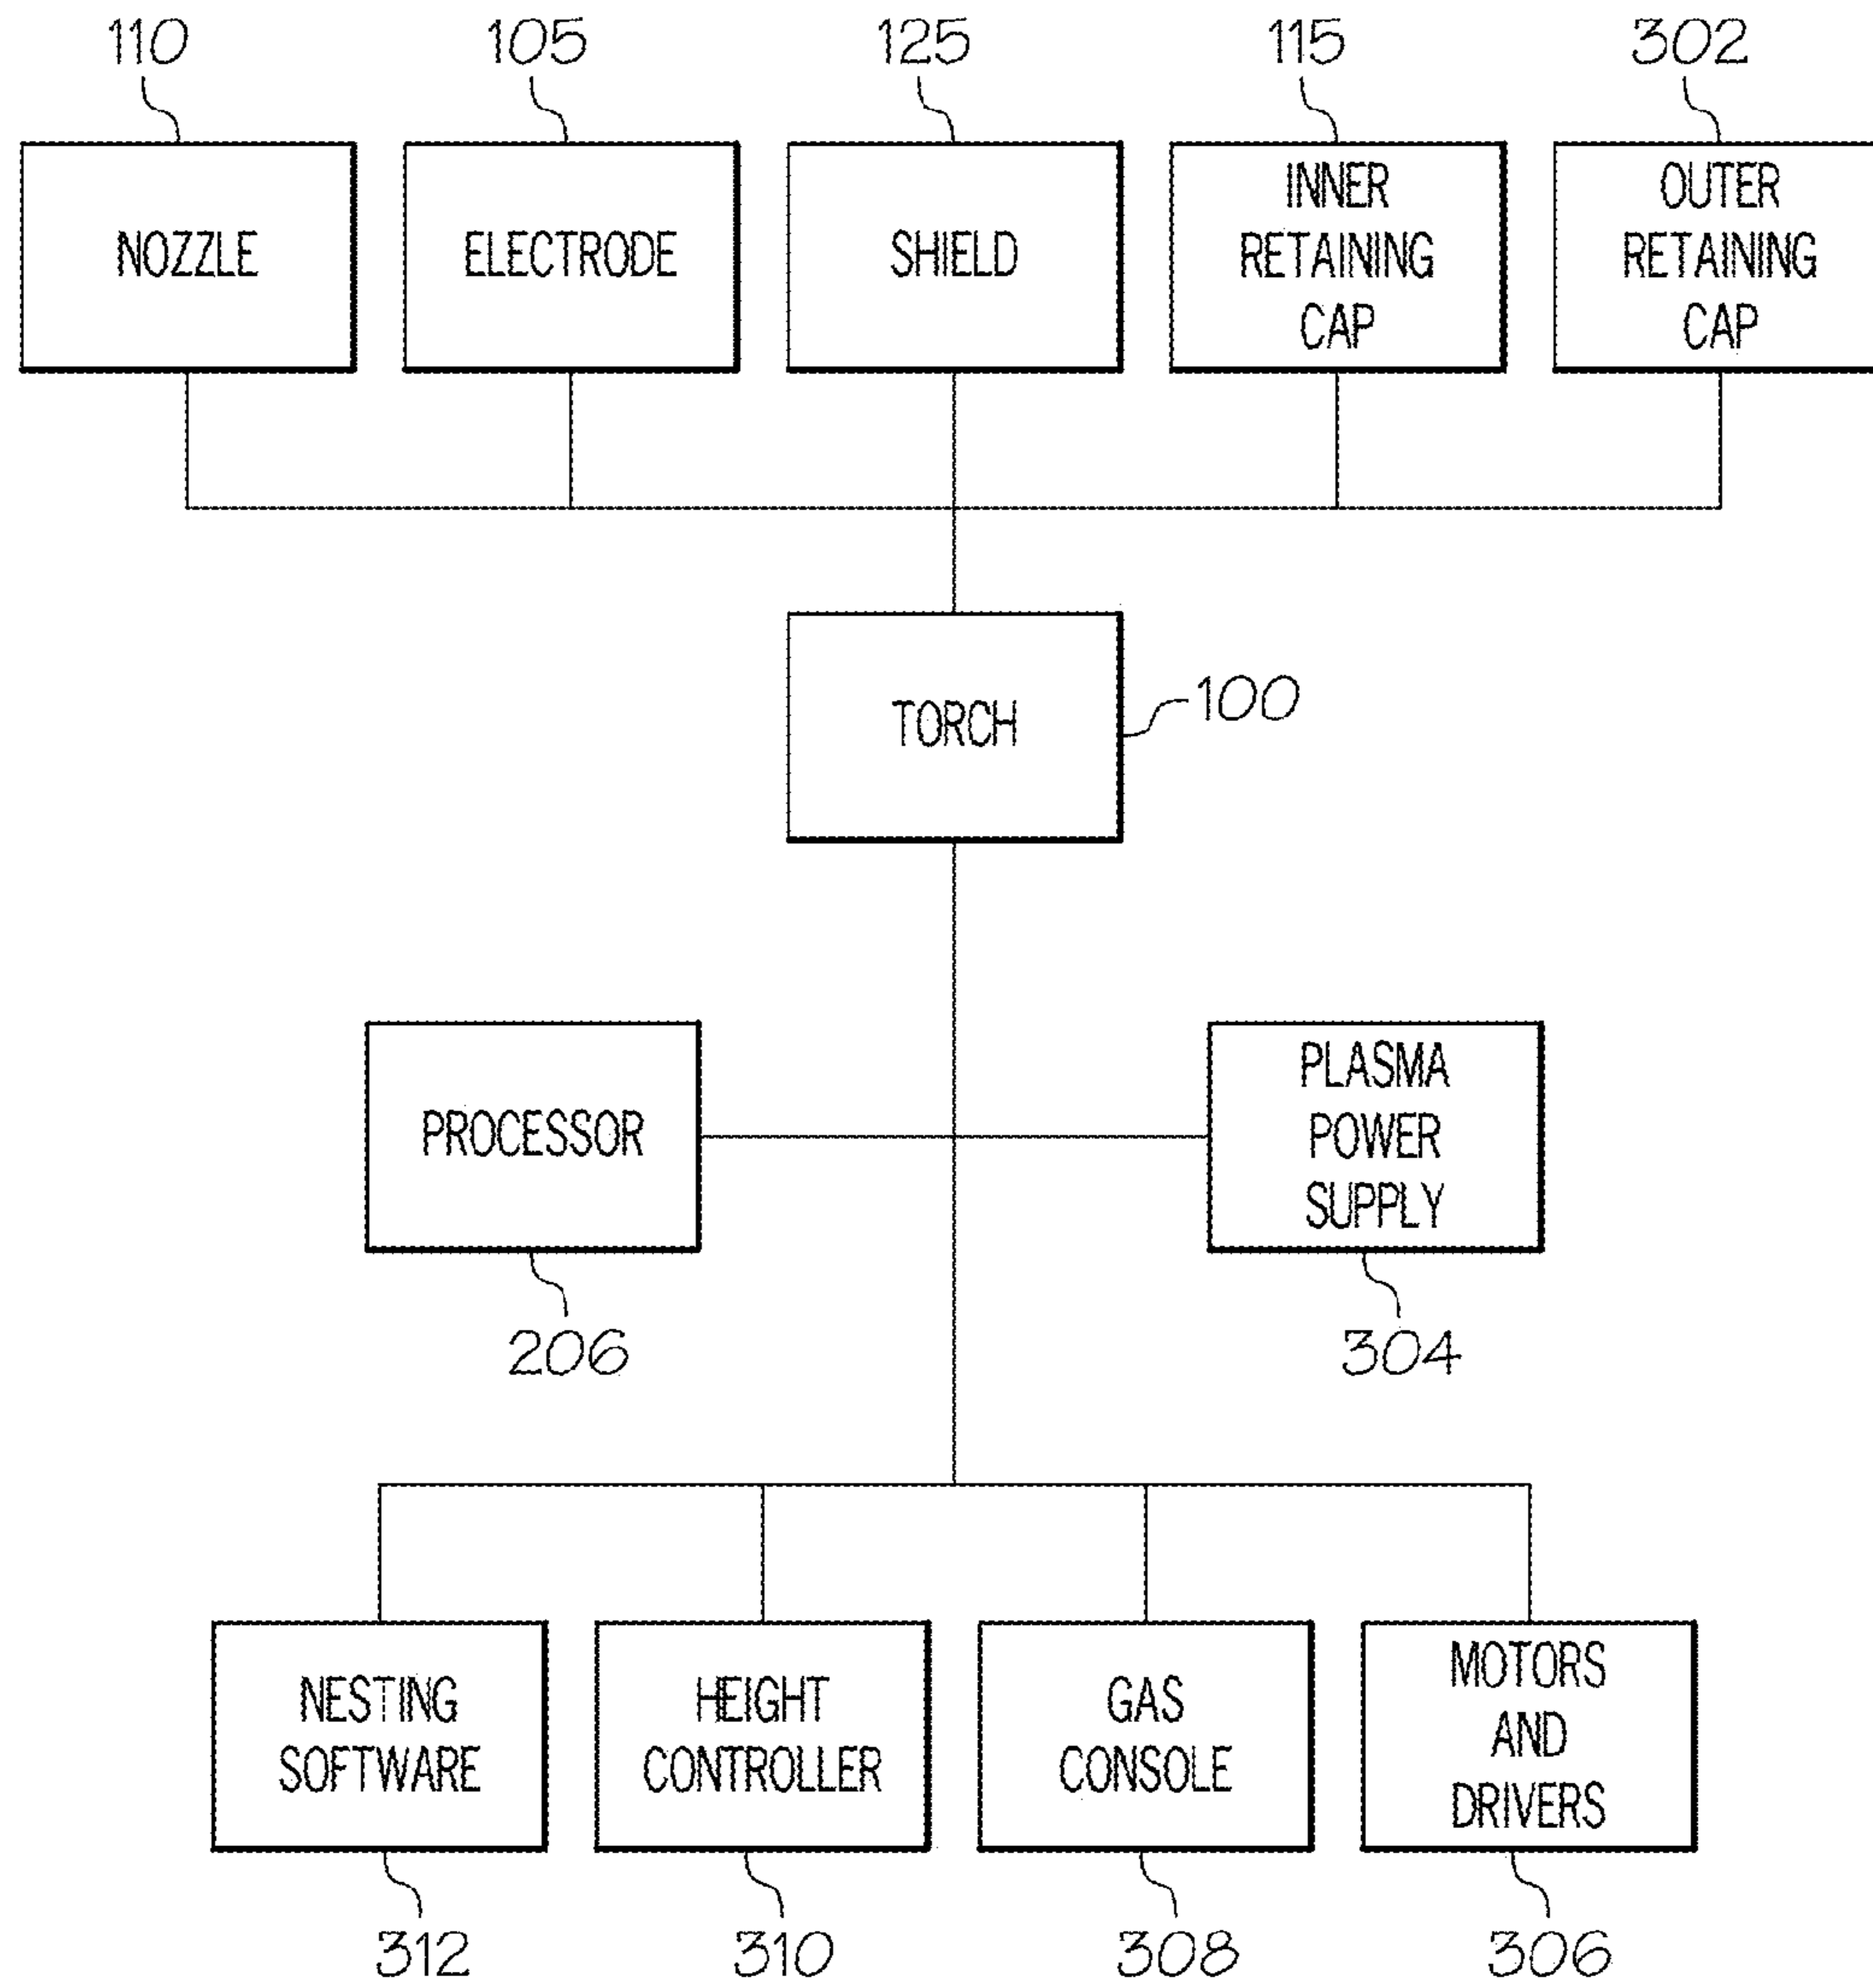 110
105
125
115
302
NOZZLE
ELECTRODE
SHIELD
INNER
RETAINING
CAP
OUTER
RETAINING
CAP
TORCH
100
PROCESSOR
PLASMA
POWER
SUPPLY
206
304
NESTING
SOFTWARE
HEIGHT
CONTROLLER
GAS
CONSOLE
MOTORS
AND
DRIVERS
312
310
308
306